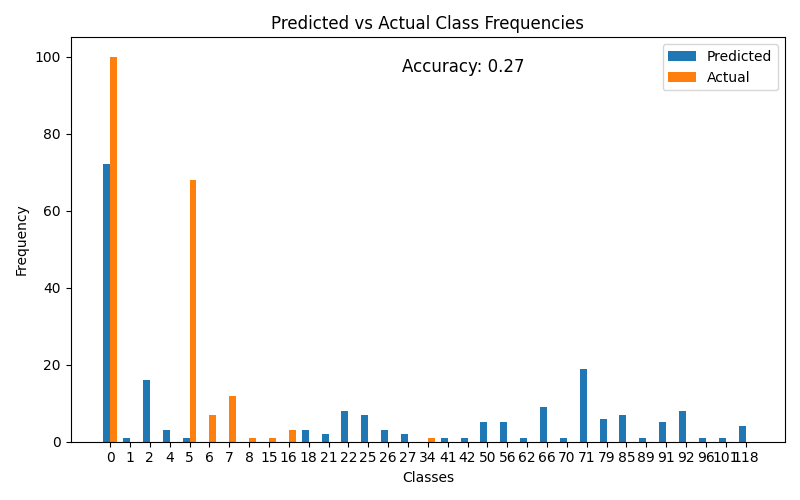 Predicted vs Actual Class Frequencies
Accuracy: 0.27
Predicted
Actual
100
80
60
40
20
0
Frequency
0 1 2 4 5 6 7 8 15 16 18 21 22 25 26 27 34 41 42 50 56 62 66 70 71 79 85 89 91 92 96 101 118
Classes